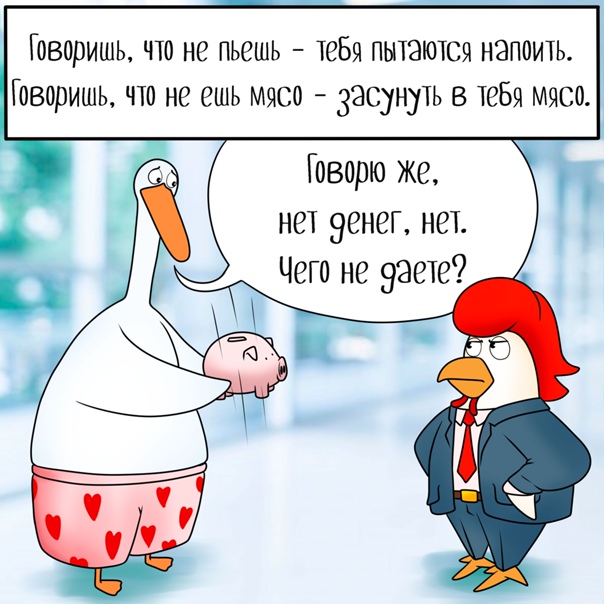 Говоришь, что не пьешь - тебя пытаются напоить.
Говоришь, что не ешь мясо - засунуть в тебя мясо.
Говорю же,
нет денег, нет.
Чего не даете?